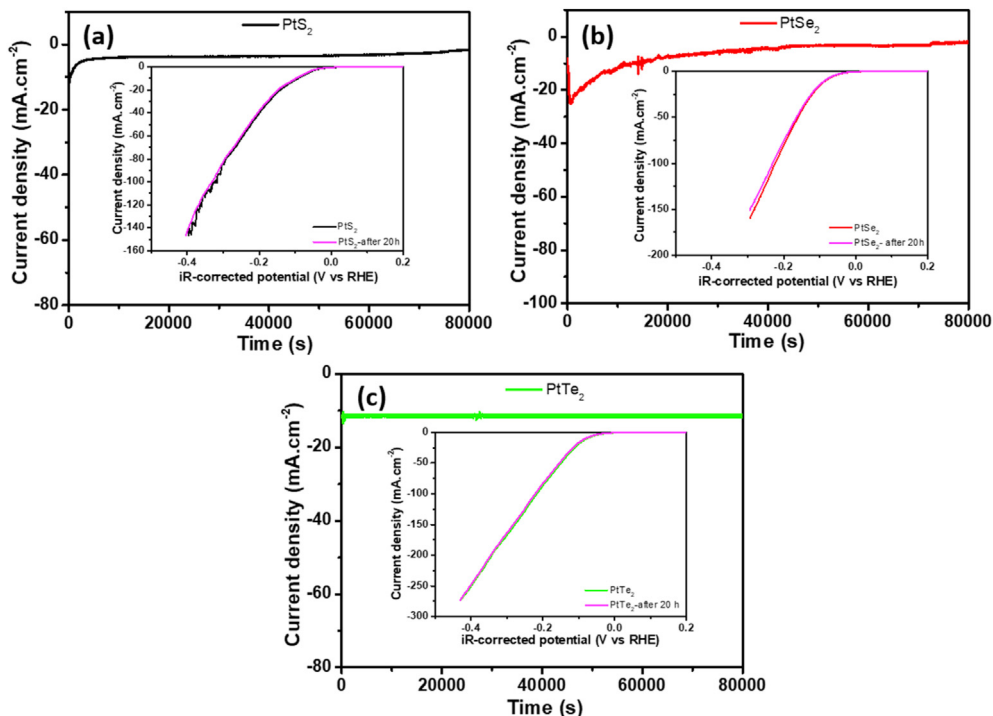 (a)
PtS₂
Current density (mA.cm⁻²)
0
-20
-40
-60
-80
0
20000
40000
60000
80000
Time (s)
Current density (mA.cm⁻²)
0
-20
-40
-60
-80
-100
-120
-140
-160
-0.4
-0.2
0.0
0.2
iR-corrected potential (V vs RHE)
PtS₂
PtS₂-after 20h
(b)
PtSe₂
Current density (mA.cm⁻²)
0
-20
-40
-60
-80
-100
0
20000
40000
60000
80000
Time (s)
Current density (mA.cm⁻²)
0
-50
-100
-150
-200
-0.4
-0.2
0.0
0.2
iR-corrected potential (V vs RHE)
PtSe₂
PtSe₂- after 20h
(c)
PtTe₂
Current density (mA.cm⁻²)
0
-20
-40
-60
-80
0
20000
40000
60000
80000
Time (s)
Current density (mA.cm⁻²)
0
-50
-100
-150
-200
-250
-300
-0.4
-0.2
0.0
0.2
iR-corrected potential (V vs RHE)
PtTe₂
PtTe₂-after 20 h